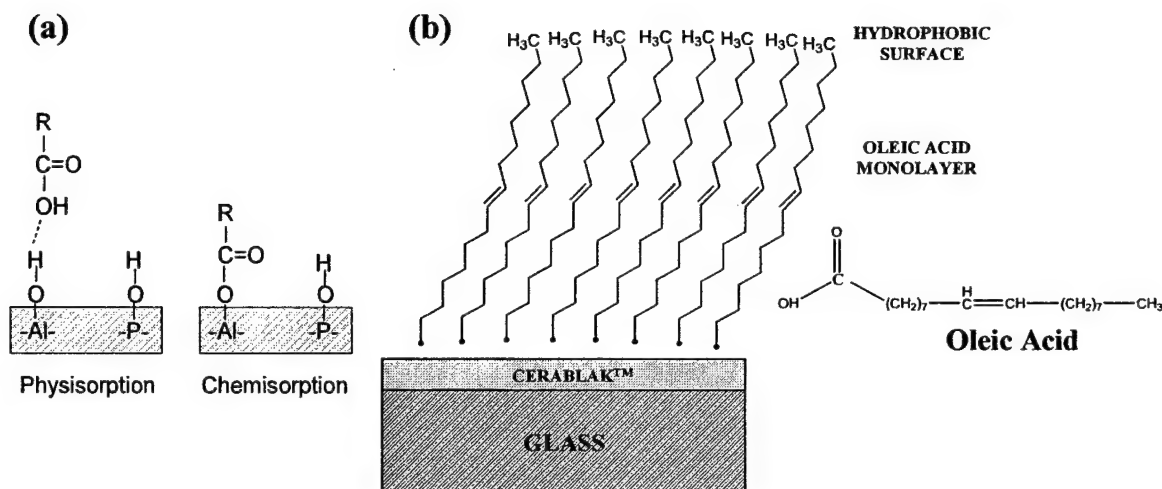 (a)
R
C=O
OH
H
O
-Al-
H
O
-P-
Physisorption
R
C=O
O
-Al-
H
O
-P-
Chemisorption
(b)
H₃C H₃C H₃C H₃C H₃C H₃C H₃C H₃C
HYDROPHOBIC
SURFACE
OLEIC ACID
MONOLAYER
O
C
OH
(CH₂)₇ C H C (CH₂)₇ CH₃
Oleic Acid
CERABLAK™
GLASS